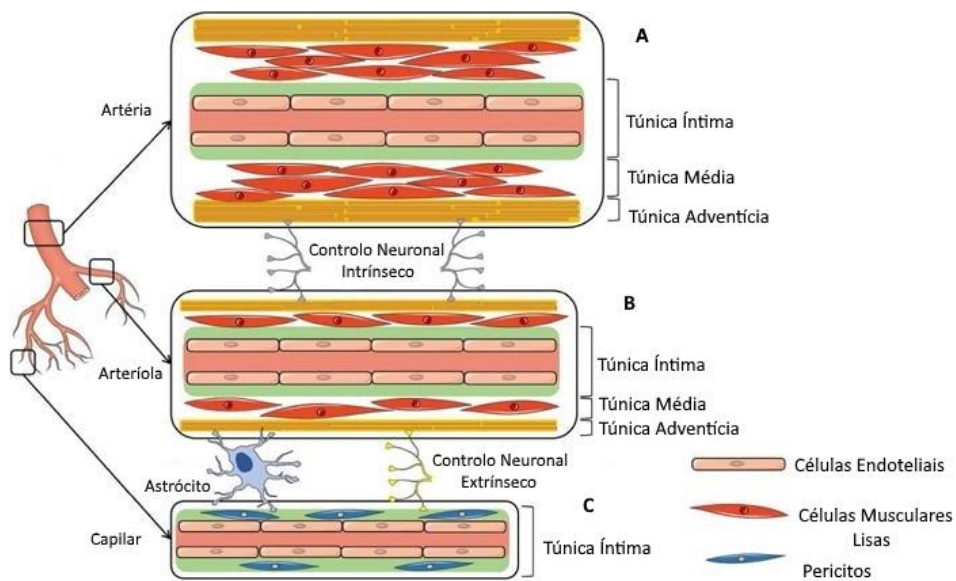 A
Artéria
Túnica Íntima
Túnica Média
Túnica Adventícia
Controlo Neuronal
Intrínseco
B
Arteríola
Túnica Íntima
Túnica Média
Túnica Adventícia
Astrócito
Controlo Neuronal
Extrínseco
C
Capilar
Túnica Íntima
Células Endoteliais
Células Musculares
Lisas
Pericitos